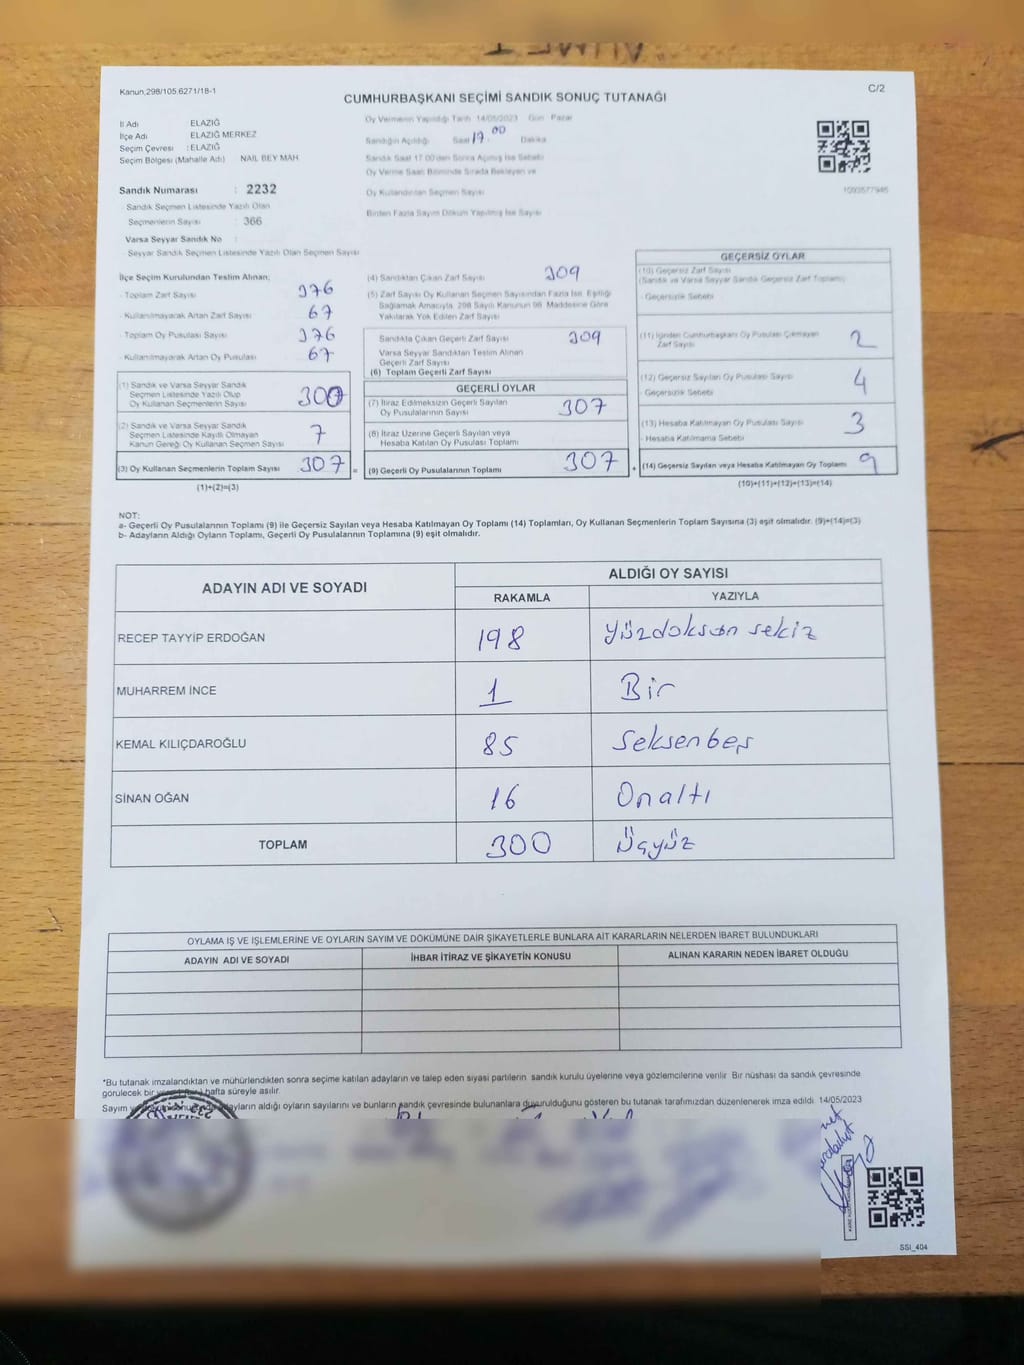 Kanun,298/105,6271/18-1
C/2
CUMHURBAŞKANI SEÇİMİ SANDIK SONUÇ TUTANAĞI
İl Adı ELAZIĞ
İlçe Adı ELAZIĞ MERKEZ
Seçim Çevresi : ELAZIĞ
Seçim Bölgesi (Mahalle Adı) NAİL BEY MAH
Sandık Numarası : 2232
Sandık Seçmen Listesinde Yazılı Olan
Seçmenlerin Sayısı : 366
Varsa Seyyar Sandık No :
Seyyar Sandık Seçmen Listesinde Yazılı Olan Seçmen Sayısı
Oy Vermenin Yapıldığı Tarih 14/05/2023 Gün Pazar
Sandığın Açıldığı Saat 17.00 Dakika
Sandık Saat 17.00'den Sonra Açılmış İse Sebebi
Oy Verme Saati Bitiminde Sırada Bekleyen ve
Oy Kullandırılan Seçmen Sayısı
Birden Fazla Sayım Döküm Yapılmış İse Sayısı
1093577945
İlçe Seçim Kurulundan Teslim Alınan;
- Toplam Zarf Sayısı 376
- Kullanılmayarak Artan Zarf Sayısı 67
- Toplam Oy Pusulası Sayısı 376
- Kullanılmayarak Artan Oy Pusulası 67
(1) Sandık ve Varsa Seyyar Sandık
Seçmen Listesinde Yazılı Olup
Oy Kullanan Seçmenlerin Sayısı
(2) Sandık ve Varsa Seyyar Sandık
Seçmen Listesinde Kayıtlı Olmayan
Kanun Gereği Oy Kullanan Seçmen Sayısı 7
(3) Oy Kullanan Seçmenlerin Toplam Sayısı 307 =
(1)+(2)=(3)
(4) Sandıktan Çıkan Zarf Sayısı 309
(5) Zarf Sayısı Oy Kullanan Seçmen Sayısından Fazla İse, Eşitliği
Sağlamak Amacıyla, 298 Sayılı Kanunun 98. Maddesine Göre
Yakılarak Yok Edilen Zarf Sayısı
Sandıkta Çıkan Geçerli Zarf Sayısı 309
Varsa Seyyar Sandıktan Teslim Alınan
Geçerli Zarf Sayısı
(6) Toplam Geçerli Zarf Sayısı
GEÇERLİ OYLAR
(7) İtiraz Edilmeksizin Geçerli Sayılan
Oy Pusulalarının Sayısı 307
(8) İtiraz Üzerine Geçerli Sayılan veya
Hesaba Katılan Oy Pusulası Toplamı
(9) Geçerli Oy Pusulalarının Toplamı 307 +
GEÇERSİZ OYLAR
(10) Geçersiz Zarf Sayısı
(Sandık ve Varsa Seyyar Sandık Geçersiz Zarf Toplamı)
- Geçersizlik Sebebi
(11) İçinden Cumhurbaşkanı Oy Pusulası Çıkmayan
Zarf Sayısı 2
(12) Geçersiz Sayılan Oy Pusulası Sayısı 4
- Geçersizlik Sebebi
(13) Hesaba Katılmayan Oy Pusulası Sayısı 3
- Hesaba Katılmama Sebebi
(14) Geçersiz Sayılan veya Hesaba Katılmayan Oy Toplamı 9
(10)+(11)+(12)+(13)=(14)
NOT:
a- Geçerli Oy Pusulalarının Toplamı (9) ile Geçersiz Sayılan veya Hesaba Katılmayan Oy Toplamı (14) Toplamları, Oy Kullanan Seçmenlerin Toplam Sayısına (3) eşit olmalıdır. (9)+(14)=(3)
b- Adayların Aldığı Oyların Toplamı, Geçerli Oy Pusulalarının Toplamına (9) eşit olmalıdır.
ADAYIN ADI VE SOYADI ALDIĞI OY SAYISI
RAKAMLA YAZIYLA
RECEP TAYYİP ERDOĞAN 198 yüzdoksan sekiz
MUHARREM İNCE 1 Bir
KEMAL KILIÇDAROĞLU 85 Seksenbeş
SİNAN OĞAN 16 Onaltı
TOPLAM 300 Üçyüz
OYLAMA İŞ VE İŞLEMLERİNE VE OYLARIN SAYIM VE DÖKÜMÜNE DAİR ŞİKAYETLERLE BUNLARA AİT KARARLARIN NELERDEN İBARET BULUNDUKLARI
ADAYIN ADI VE SOYADI İHBAR İTİRAZ VE ŞİKAYETİN KONUSU ALINAN KARARIN NEDEN İBARET OLDUĞU
*Bu tutanak imzalandıktan ve mühürlendikten sonra seçime katılan adayların ve talep eden siyasi partilerin sandık kurulu üyelerine veya gözlemcilerine verilir. Bir nüshası da sandık çevresinde
görülecek bir hafta süreyle asılır.
Sayım adayların aldığı oyların sayılarını ve bunların sandık çevresinde bulunanlara duyurulduğunu gösteren bu tutanak tarafımızdan düzenlenerek imza edildi. 14/05/2023
SSİ_404